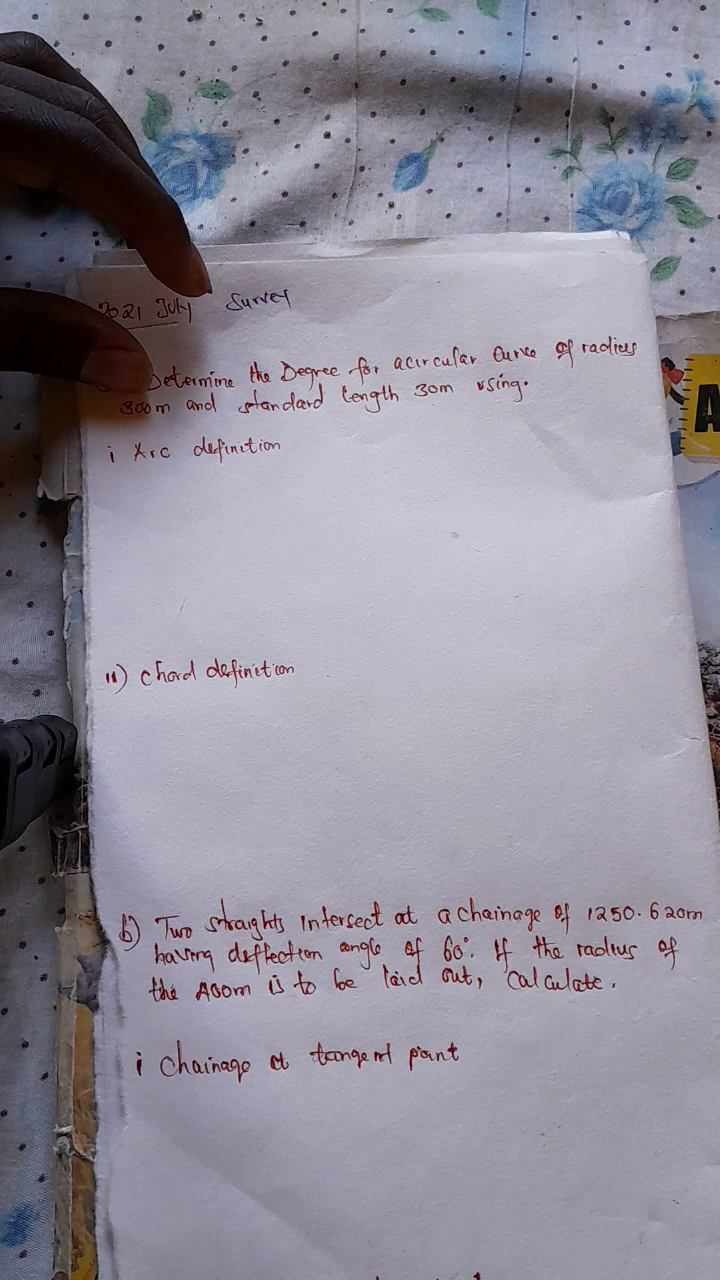 2021 July Survey
Determine the Degree for a circular Curve of radius
300m and standard length 30m using.
i Arc definition
ii) chord definition
b) Two straights intersect at a chainage of 1250.620m
having deflection angle of 60°. If the radius of
the 400m is to be laid out, Calculate.
i chainage at tangent point
A